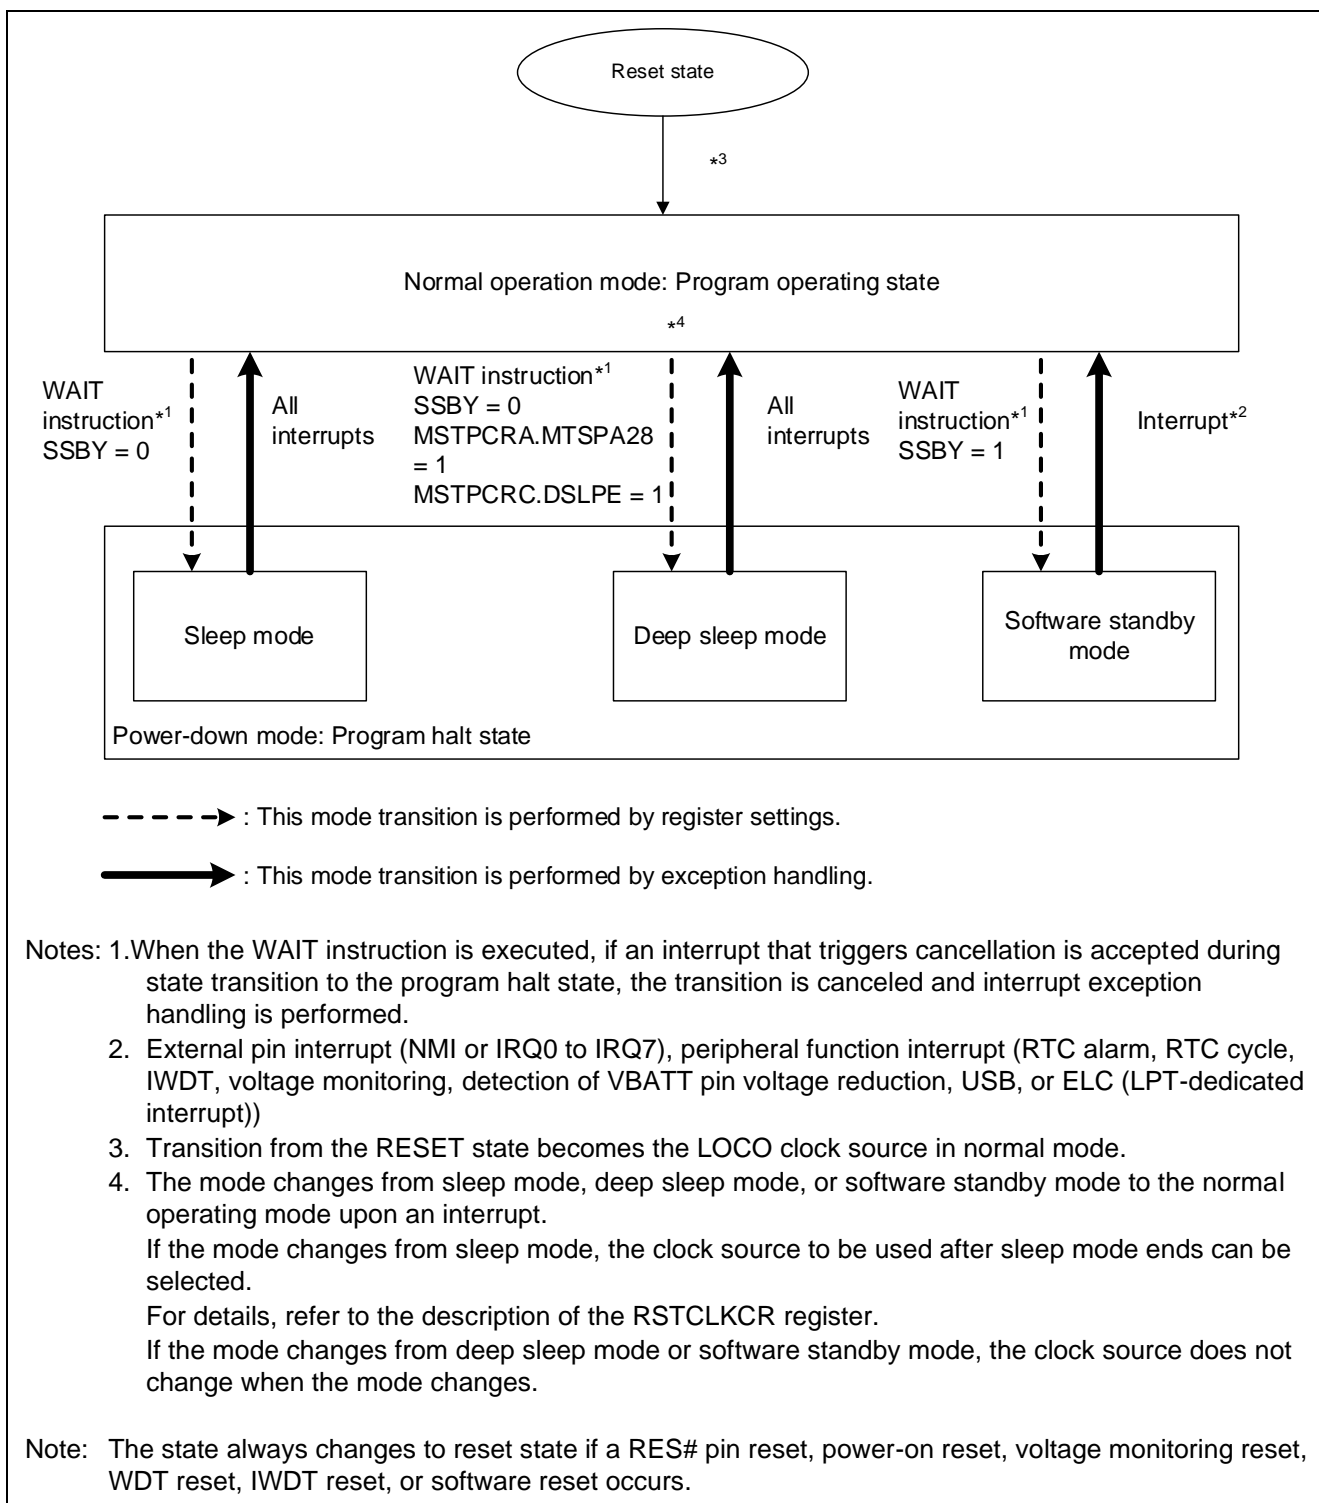 Reset state
*3
Normal operation mode: Program operating state
*4
WAIT
instruction*1
SSBY = 0
All
interrupts
WAIT instruction*1
SSBY = 0
MSTPCRA.MTSPA28
= 1
MSTPCRC.DSLPE = 1
All
interrupts
WAIT
instruction*1
SSBY = 1
Interrupt*2
Sleep mode
Deep sleep mode
Software standby
mode
Power-down mode: Program halt state
: This mode transition is performed by register settings.
: This mode transition is performed by exception handling.
Notes: 1.When the WAIT instruction is executed, if an interrupt that triggers cancellation is accepted during
state transition to the program halt state, the transition is canceled and interrupt exception
handling is performed.
2. External pin interrupt (NMI or IRQ0 to IRQ7), peripheral function interrupt (RTC alarm, RTC cycle,
IWDT, voltage monitoring, detection of VBATT pin voltage reduction, USB, or ELC (LPT-dedicated
interrupt))
3. Transition from the RESET state becomes the LOCO clock source in normal mode.
4. The mode changes from sleep mode, deep sleep mode, or software standby mode to the normal
operating mode upon an interrupt.
If the mode changes from sleep mode, the clock source to be used after sleep mode ends can be
selected.
For details, refer to the description of the RSTCLKCR register.
If the mode changes from deep sleep mode or software standby mode, the clock source does not
change when the mode changes.
Note: The state always changes to reset state if a RES# pin reset, power-on reset, voltage monitoring reset,
WDT reset, IWDT reset, or software reset occurs.